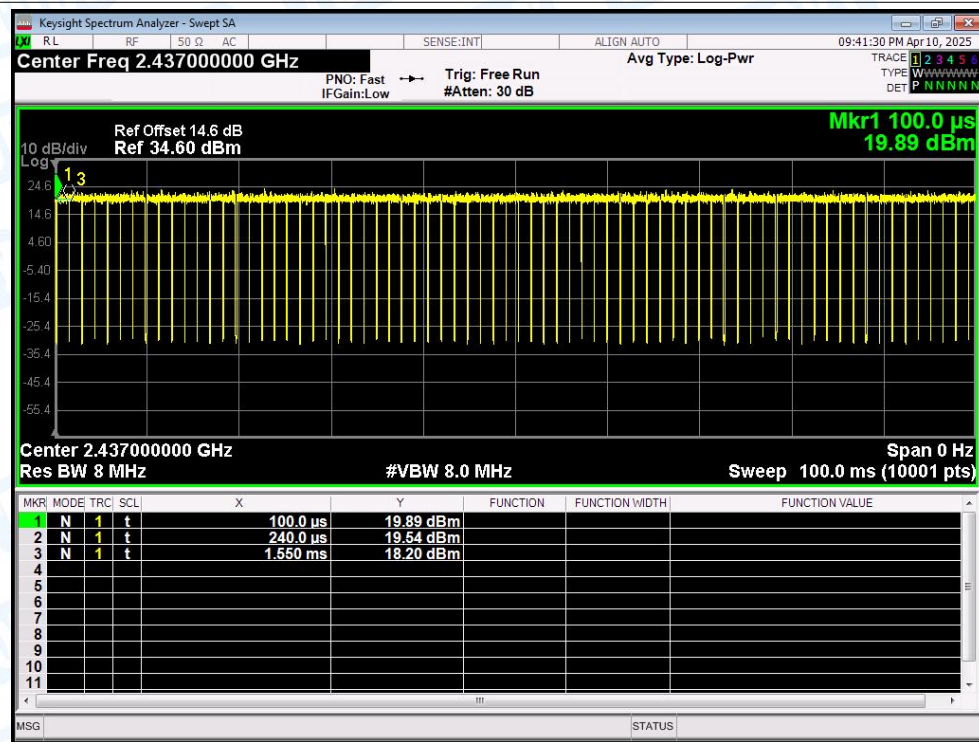 Keysight Spectrum Analyzer - Swept SA
LXI RL RF 50 Ω AC SENSE:INT ALIGN AUTO 09:41:30 PM Apr 10, 2025
Center Freq 2.437000000 GHz
PNO: Fast
IFGain:Low
Trig: Free Run
#Atten: 30 dB
Avg Type: Log-Pwr
TRACE 1 2 3 4 5 6
TYPE WWWWWW
DET P N N N N N
Ref Offset 14.6 dB
Ref 34.60 dBm
10 dB/div
Log
Mkr1 100.0 µs
19.89 dBm
1 3
24.6
14.6
4.60
-5.40
-15.4
-25.4
-35.4
-45.4
-55.4
Center 2.437000000 GHz Span 0 Hz
Res BW 8 MHz #VBW 8.0 MHz Sweep 100.0 ms (10001 pts)
MKR MODE TRC SCL X Y FUNCTION FUNCTION WIDTH FUNCTION VALUE
1 N 1 t 100.0 µs 19.89 dBm
2 N 1 t 240.0 µs 19.54 dBm
3 N 1 t 1.550 ms 18.20 dBm
4
5
6
7
8
9
10
11
MSG STATUS